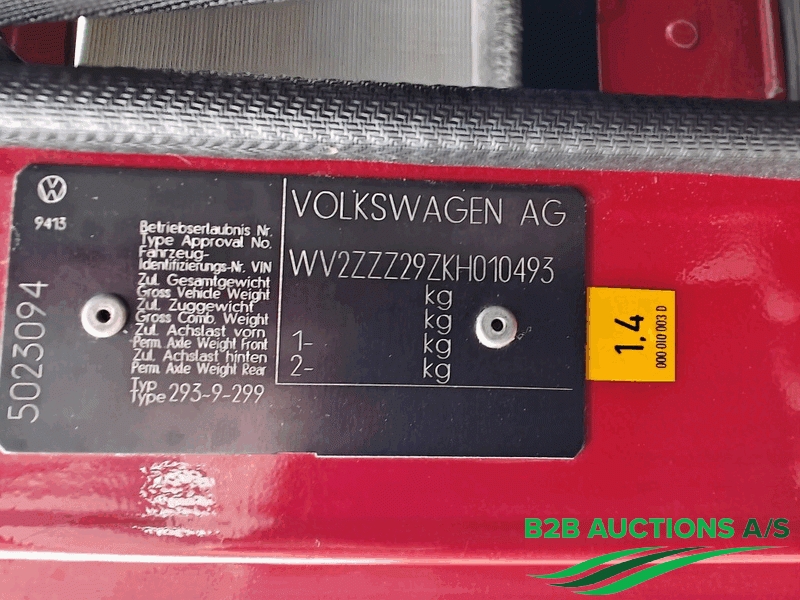 9413
5023094
VOLKSWAGEN AG
Betriebserlaubnis Nr.
Type Approval No.
Fahrzeug-
Identifizierungs-Nr. VIN
WV2ZZZ29ZKH010493
Zul. Gesamtgewicht
Gross Vehicle Weight kg
Zul. Zuggewicht
Gross Comb. Weight kg
Zul. Achslast vorn
Perm. Axle Weight Front 1- kg
Zul. Achslast hinten
Perm. Axle Weight Rear 2- kg
Typ
Type 293-9-299
1.4
000 010 003 D
B2B AUCTIONS A/S